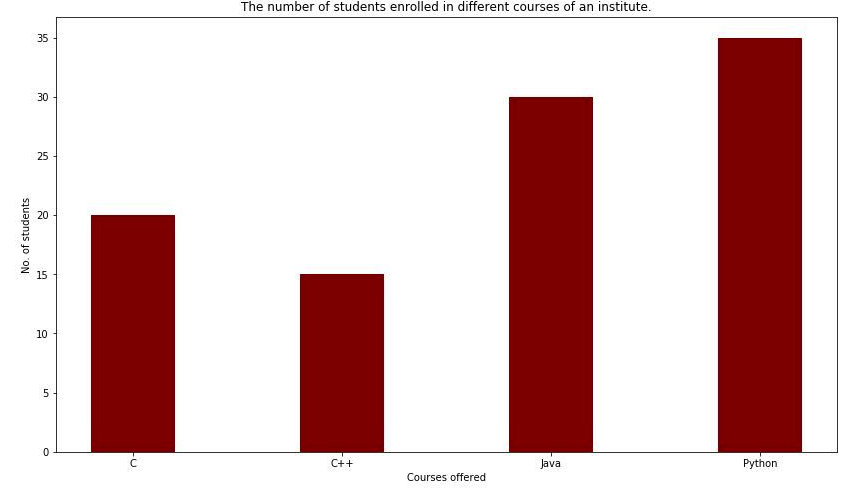 The number of students enrolled in different courses of an institute.
35
30
25
20
15
10
5
0
No. of students
C C++ Java Python
Courses offered